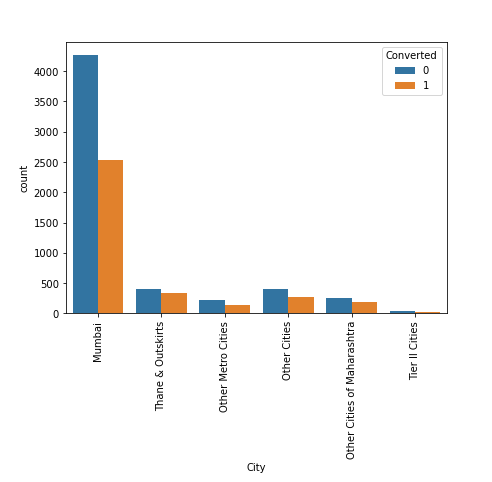 Converted
0
1
4000
3500
3000
2500
2000
1500
1000
500
0
count
Mumbai
Thane & Outskirts
Other Metro Cities
Other Cities
Other Cities of Maharashtra
Tier II Cities
City